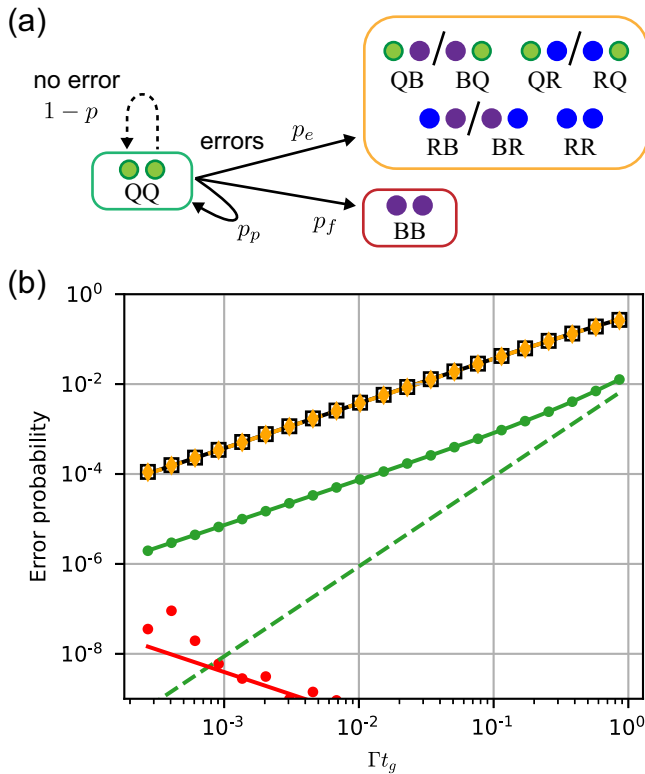 (a)
no error
1 − p
errors
p_e
p_p
p_f
QQ
QB / BQ
QR / RQ
RB / BR
RR
BB
(b)
Error probability
10^0
10^−2
10^−4
10^−6
10^−8
10^−3
10^−2
10^−1
10^0
Γt_g